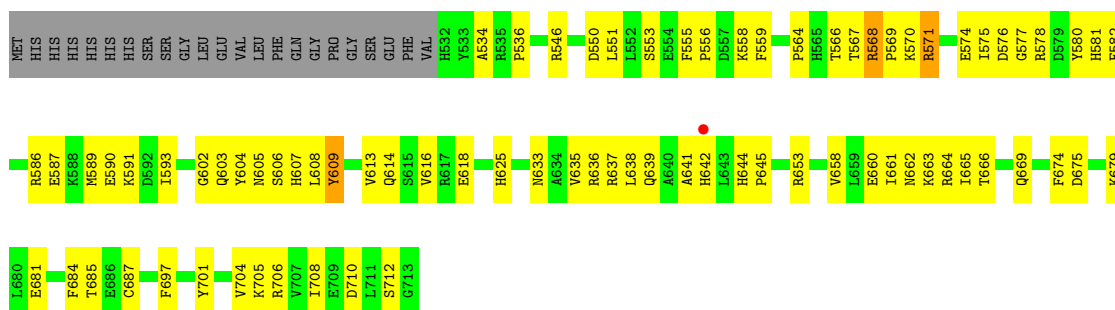 MET HIS HIS HIS HIS HIS HIS SER SER GLY LEU GLU VAL LEU PHE GLN GLY PRO GLY SER GLU PHE VAL H532 Y533 A534 R535 P536 R546 D550 L551 L552 S553 E554 F555 P556 D557 K558 F559 P564 H565 T566 T567 R568 P569 K570 R571 E574 I575 D576 G577 R578 D579 Y580 H581 F582
R586 E587 K588 M589 E590 K591 D592 I593 G602 Q603 Y604 N605 S606 H607 L608 Y609 V613 Q614 S615 V616 R617 E618 H625 N633 A634 V635 R636 R637 L638 Q639 A640 A641 H642 L643 H644 P645 R653 V658 L659 E660 I661 N662 K663 R664 I665 T666 Q669 F674 D675 K679
L680 E681 F684 T685 E686 C687 F697 Y701 V704 K705 R706 V707 I708 E709 D710 L711 S712 G713